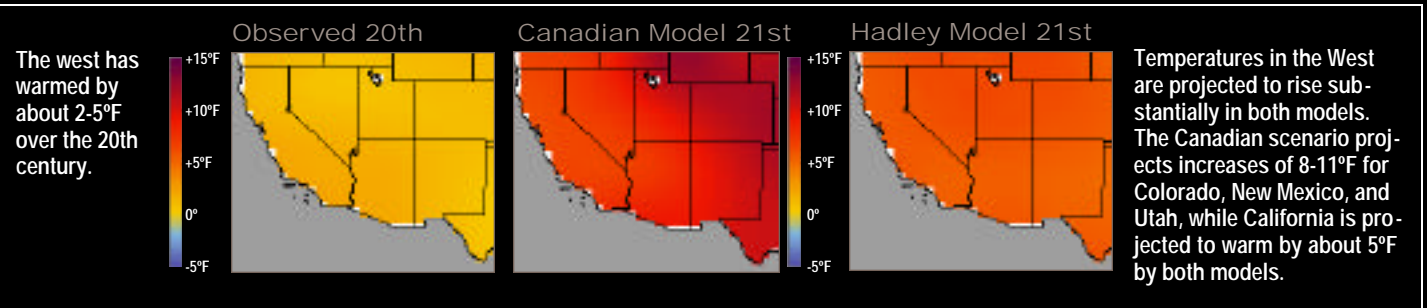 The west has
warmed by
about 2-5ºF
over the 20th
century.
Observed 20th
+15ºF
+10ºF
+5ºF
0º
-5ºF
Canadian Model 21st
+15ºF
+10ºF
+5ºF
0º
-5ºF
Hadley Model 21st
Temperatures in the West
are projected to rise sub-
stantially in both models.
The Canadian scenario proj-
ects increases of 8-11ºF for
Colorado, New Mexico, and
Utah, while California is pro-
jected to warm by about 5ºF
by both models.